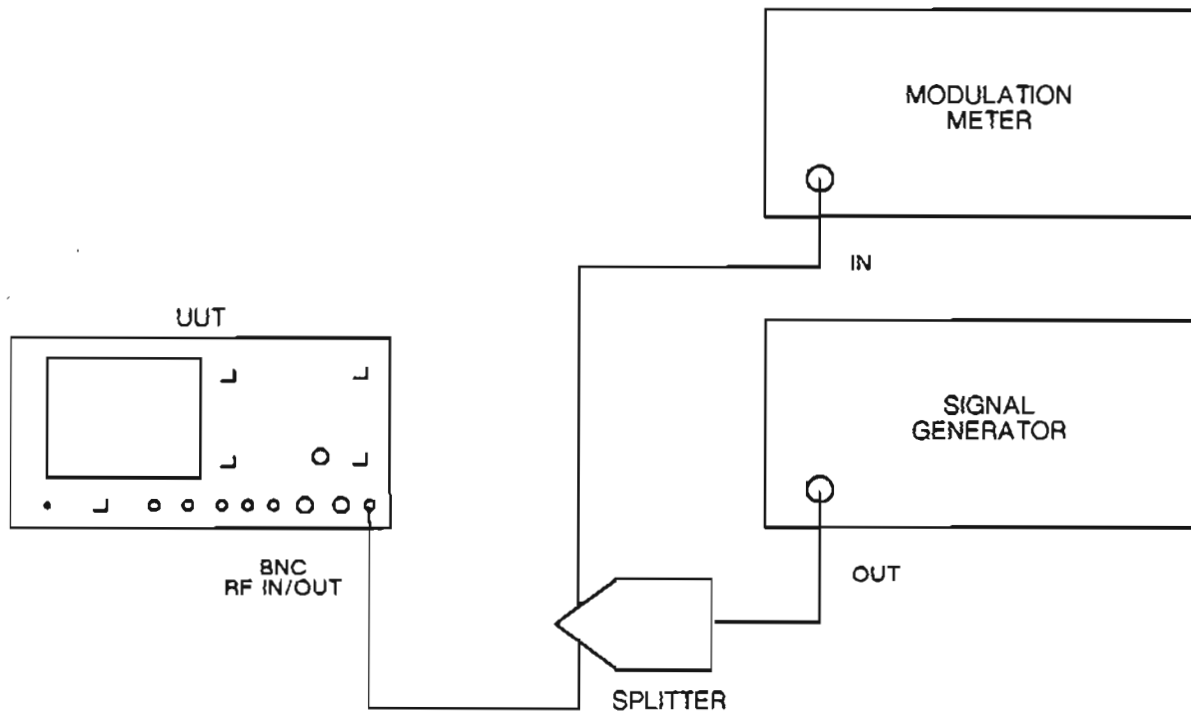 MODULATION
METER
IN
UUT
SIGNAL
GENERATOR
BNC
RF IN/OUT
OUT
SPLITTER